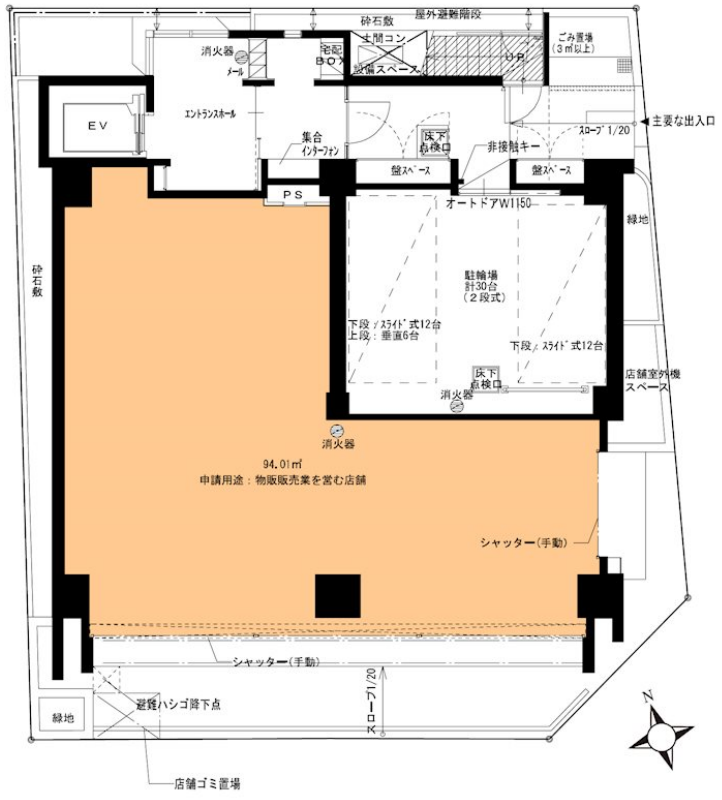 砕石敷
屋外避難階段
消火器
メール
宅配
BOX
土間コン
設備スペース
UP
ごみ置場
(3㎡以上)
EV
エントランスホール
集合
インターフォン
床下
点検口
スロープ1/20
主要な出入口
非接触キー
盤スペース
盤スペース
PS
オートドアW1150
緑地
砕石敷
駐輪場
計30台
(2段式)
下段:スライド式12台
上段:垂直6台
下段:スライド式12台
床下
点検口
消火器
店舗室外機
スペース
消火器
94.01㎡
申請用途:物販販売業を営む店舗
シャッター(手動)
シャッター(手動)
スロープ1/20
避難ハシゴ降下点
緑地
N
店舗ゴミ置場